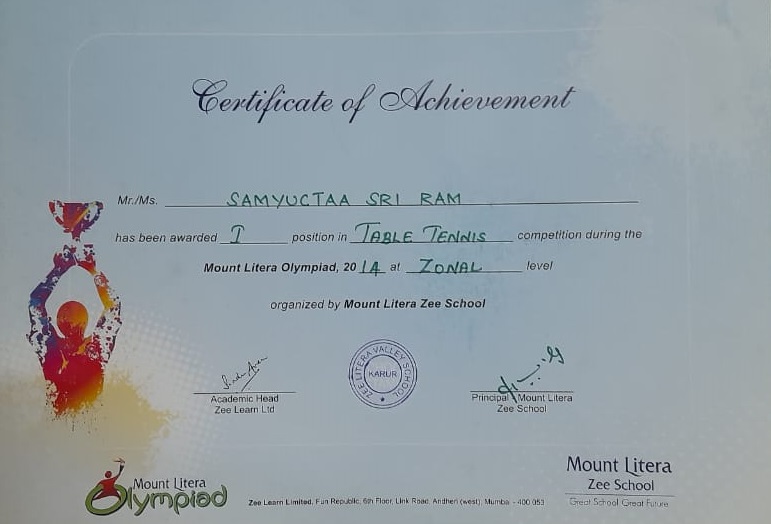 Certificate of Achievement
Mr./Ms. SAMYUCTAA SRI RAM
has been awarded I position in TABLE TENNIS competition during the
Mount Litera Olympiad, 2014 at ZONAL level
organized by Mount Litera Zee School
ZEE LITERA VALLEY SCHOOL
KARUR
Academic Head
Zee Learn Ltd
Principal Mount Litera
Zee School
Mount Litera
Olympiad
Zee Learn Limited, Fun Republic, 6th Floor, Link Road, Andheri (west), Mumbai - 400 053
Mount Litera
Zee School
Great School Great Future